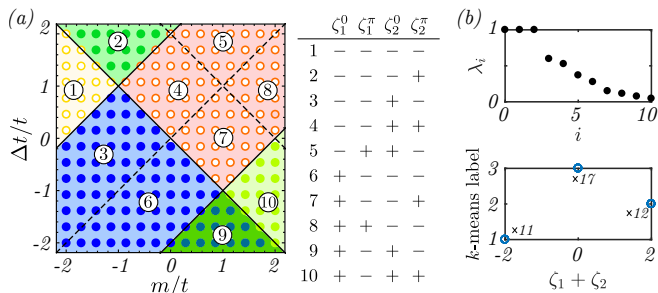 (a)
2
1
0
-1
-2
Δt/t
-2 -1 0 1 2
m/t
1
2
3
4
5
6
7
8
9
10
ζ₁⁰ ζ₁^π ζ₂⁰ ζ₂^π
1 − − − −
2 − − − +
3 − − + −
4 − − + +
5 − + + −
6 + − − −
7 + − − +
8 + + − −
9 + − + −
10 + − + +
(b)
1
0.5
0
λᵢ
0 5 10
i
3
2
1
k-means label
×17
×12
×11
-2 0 2
ζ₁ + ζ₂